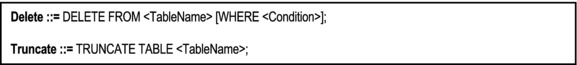 Delete ::= DELETE FROM <TableName> [WHERE <Condition>];
Truncate ::= TRUNCATE TABLE <TableName>;